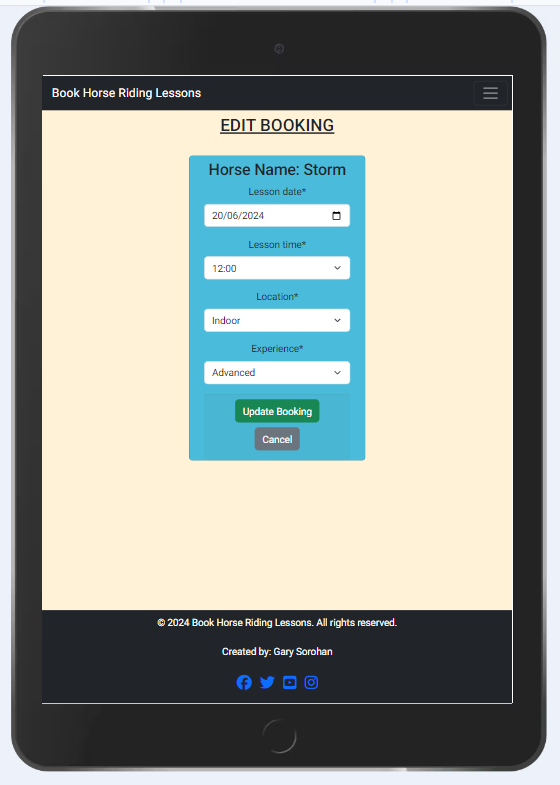 Book Horse Riding Lessons
EDIT BOOKING
Horse Name: Storm
Lesson date*
20/06/2024
Lesson time*
12:00
Location*
Indoor
Experience*
Advanced
Update Booking
Cancel
© 2024 Book Horse Riding Lessons. All rights reserved.
Created by: Gary Sorohan